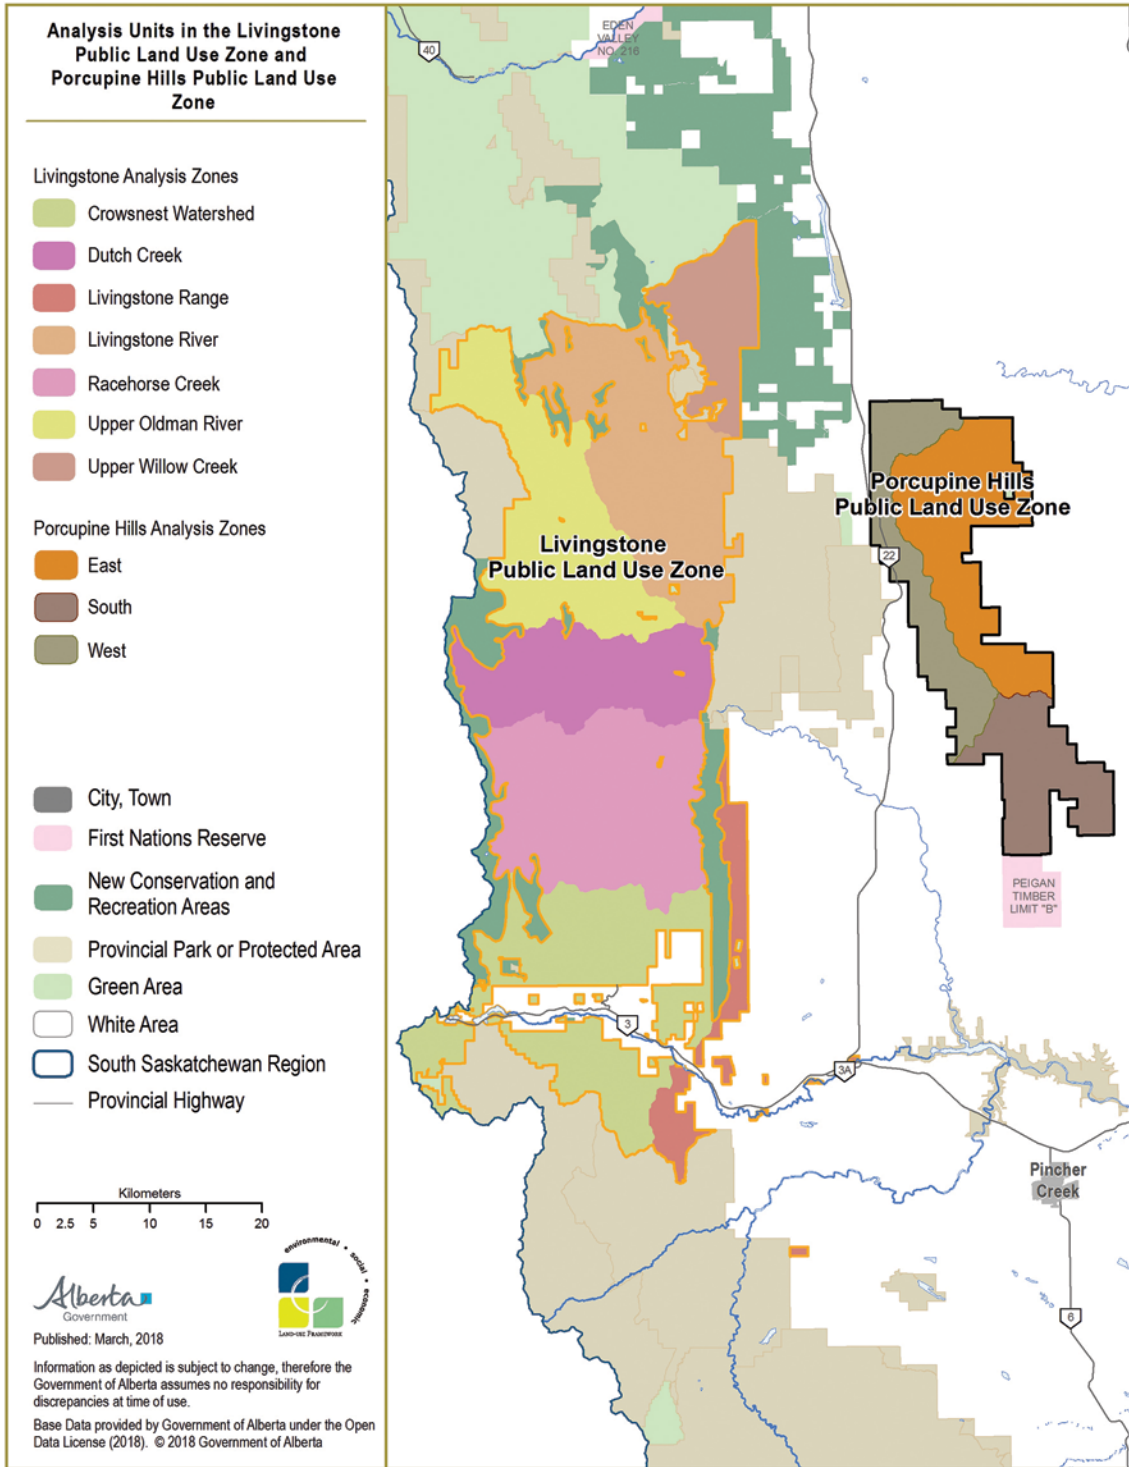 Analysis Units in the Livingstone
Public Land Use Zone and
Porcupine Hills Public Land Use
Zone
Livingstone Analysis Zones
Crowsnest Watershed
Dutch Creek
Livingstone Range
Livingstone River
Racehorse Creek
Upper Oldman River
Upper Willow Creek
Porcupine Hills Analysis Zones
East
South
West
City, Town
First Nations Reserve
New Conservation and
Recreation Areas
Provincial Park or Protected Area
Green Area
White Area
South Saskatchewan Region
Provincial Highway
Kilometers
0 2.5 5 10 15 20
Alberta
Government
environmental • social • economic
LAND-USE FRAMEWORK
Published: March, 2018
Information as depicted is subject to change, therefore the
Government of Alberta assumes no responsibility for
discrepancies at time of use.
Base Data provided by Government of Alberta under the Open
Data License (2018). © 2018 Government of Alberta
EDEN
VALLEY
NO. 216
40
Porcupine Hills
Public Land Use Zone
22
Livingstone
Public Land Use Zone
PEIGAN
TIMBER
LIMIT "B"
3
3A
Pincher
Creek
6